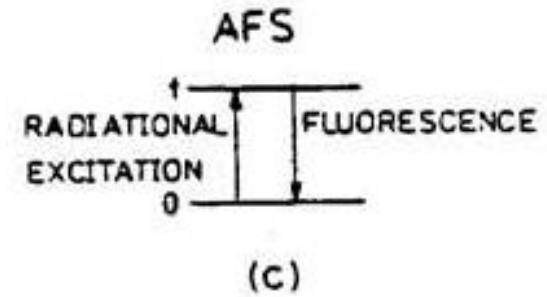 AFS
1
RADIATIONAL FLUORESCENCE
EXCITATION
0
(C)